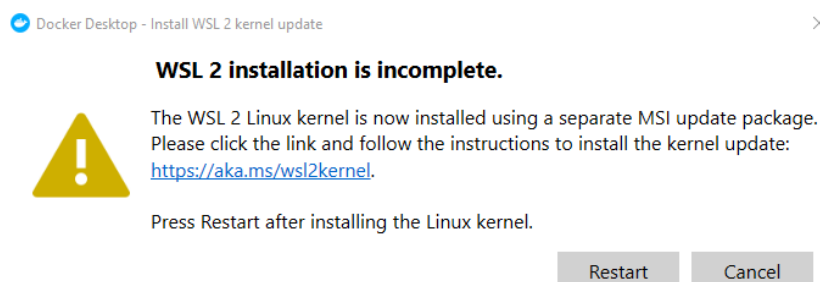 Docker Desktop - Install WSL 2 kernel update
WSL 2 installation is incomplete.
The WSL 2 Linux kernel is now installed using a separate MSI update package.
Please click the link and follow the instructions to install the kernel update:
https://aka.ms/wsl2kernel.
Press Restart after installing the Linux kernel.
Restart Cancel